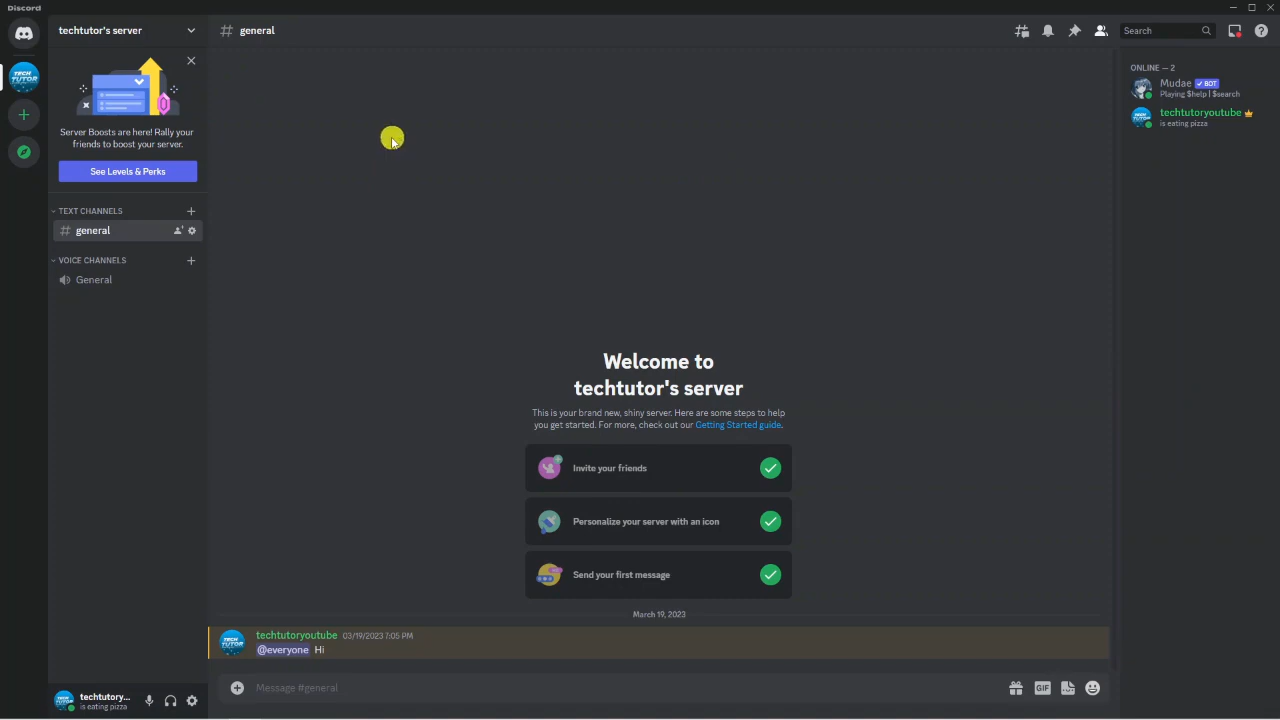 Discord
techtutor's server
general
Search
TECH
TUTOR
Server Boosts are here! Rally your
friends to boost your server.
See Levels & Perks
TEXT CHANNELS
general
VOICE CHANNELS
General
ONLINE — 2
Mudae BOT
Playing $help | $search
techtutoryoutube
is eating pizza
Welcome to
techtutor's server
This is your brand new, shiny server. Here are some steps to help
you get started. For more, check out our Getting Started guide.
Invite your friends
Personalize your server with an icon
Send your first message
March 19, 2023
techtutoryoutube 03/19/2023 7:05 PM
@everyone Hi
Message #general
GIF
techtutory...
is eating pizza